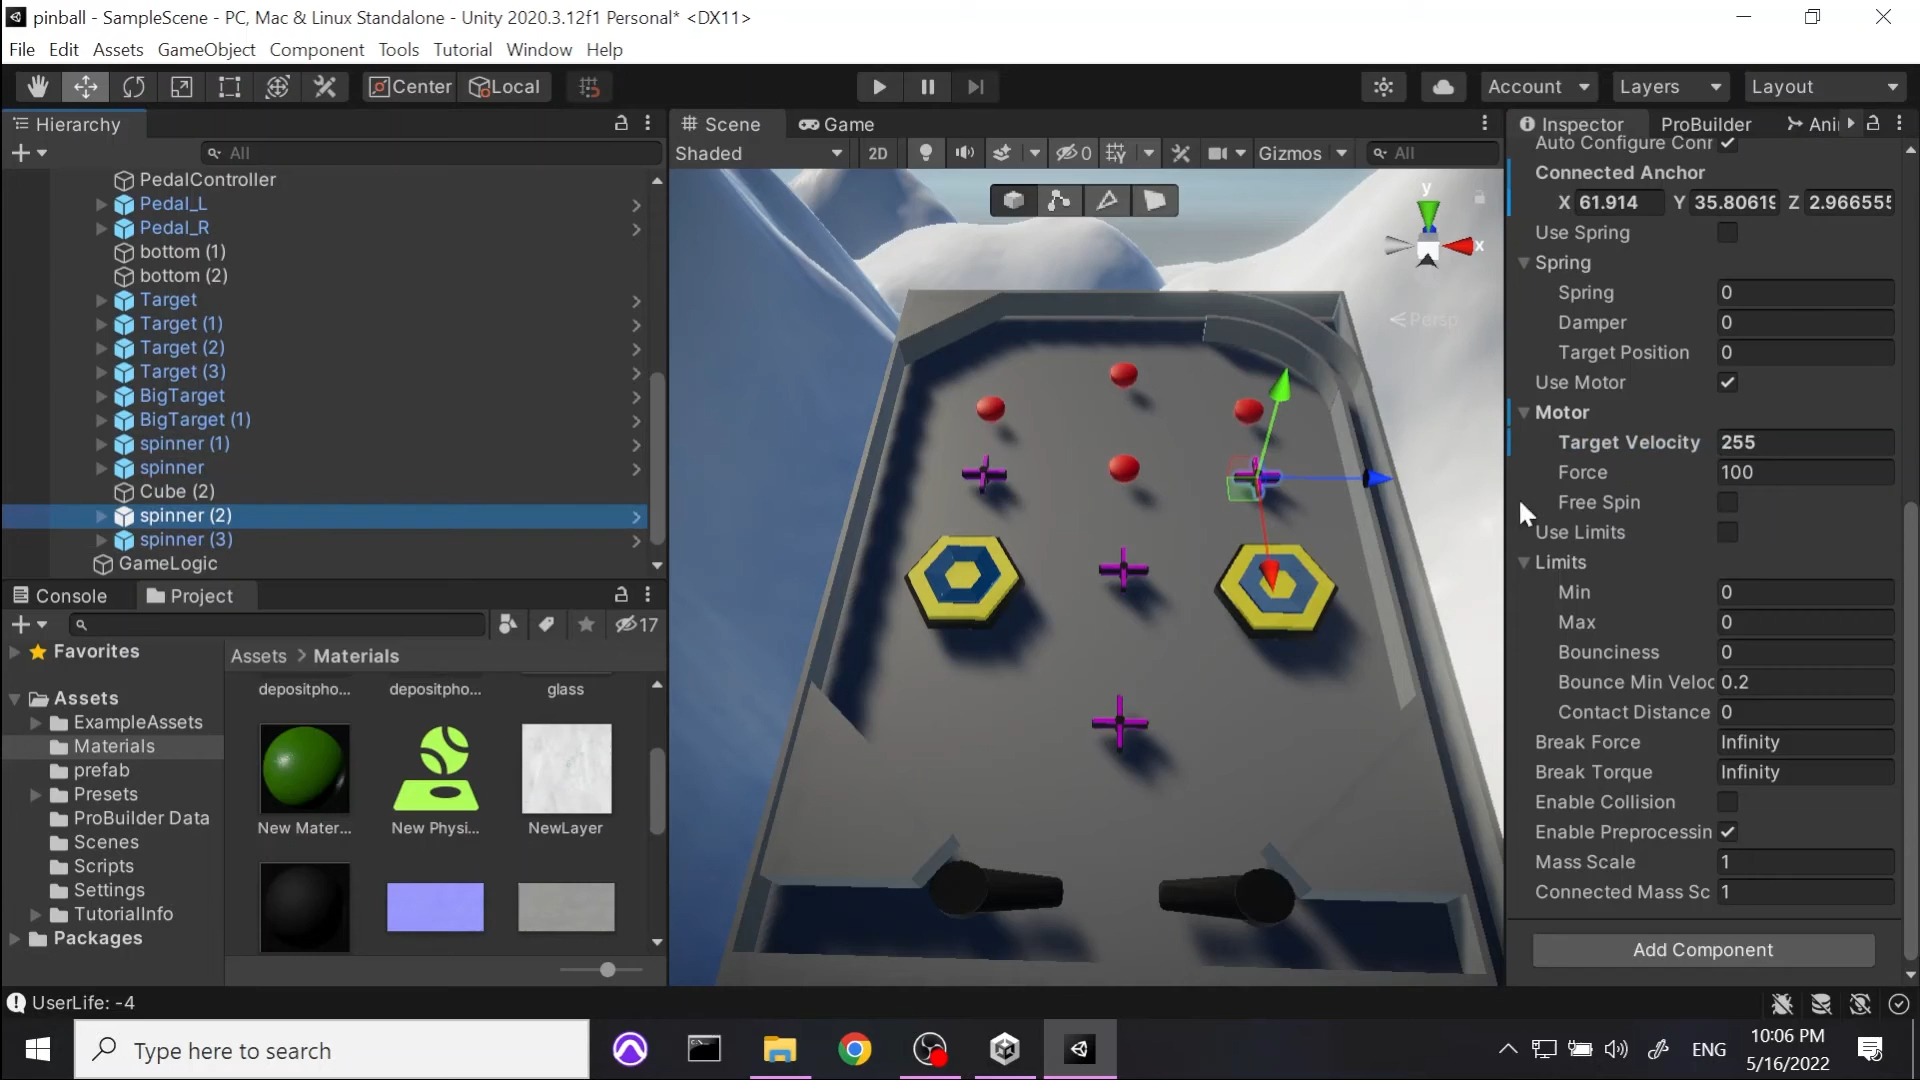 pinball - SampleScene - PC, Mac & Linux Standalone - Unity 2020.3.12f1 Personal* <DX11>
File Edit Assets GameObject Component Tools Tutorial Window Help
Center Local Account Layers Layout
Hierarchy
All
PedalController
Pedal_L
Pedal_R
bottom (1)
bottom (2)
Target
Target (1)
Target (2)
Target (3)
BigTarget
BigTarget (1)
spinner (1)
spinner
Cube (2)
spinner (2)
spinner (3)
GameLogic
Console Project
17
Favorites
Assets
ExampleAssets
Materials
prefab
Presets
ProBuilder Data
Scenes
Scripts
Settings
TutorialInfo
Packages
Assets > Materials
depositpho... depositpho... glass
New Mater... New Physi... NewLayer
Scene Game
Shaded 2D 0 Gizmos All
y
x
Persp
Inspector ProBuilder Ani
Auto Configure Conr
Connected Anchor
X 61.914 Y 35.80619 Z 2.966555
Use Spring
Spring
Spring 0
Damper 0
Target Position 0
Use Motor
Motor
Target Velocity 255
Force 100
Free Spin
Use Limits
Limits
Min 0
Max 0
Bounciness 0
Bounce Min Veloc 0.2
Contact Distance 0
Break Force Infinity
Break Torque Infinity
Enable Collision
Enable Preprocessin
Mass Scale 1
Connected Mass Sc 1
Add Component
UserLife: -4
Type here to search
ENG
10:06 PM
5/16/2022